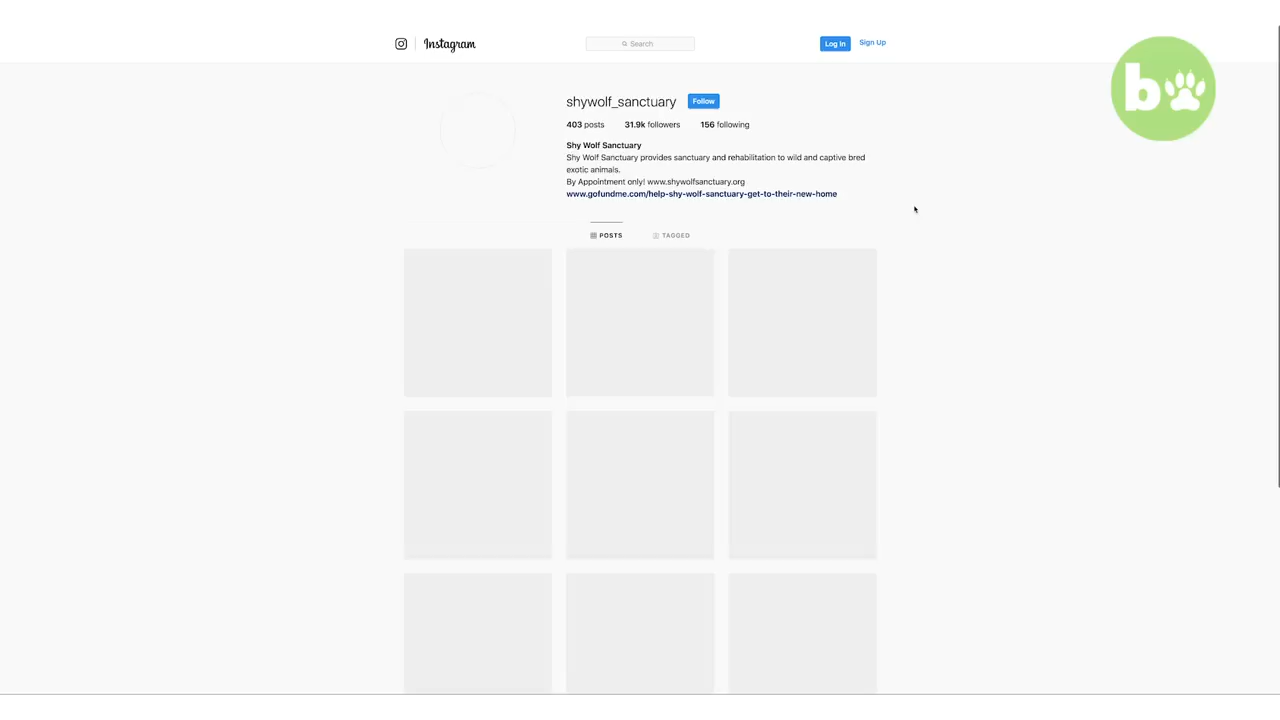 Instagram
Search
Log In
Sign Up
b
shywolf_sanctuary
Follow
403 posts 31.9k followers 156 following
Shy Wolf Sanctuary
Shy Wolf Sanctuary provides sanctuary and rehabilitation to wild and captive bred
exotic animals.
By Appointment only! www.shywolfsanctuary.org
www.gofundme.com/help-shy-wolf-sanctuary-get-to-their-new-home
POSTS
TAGGED